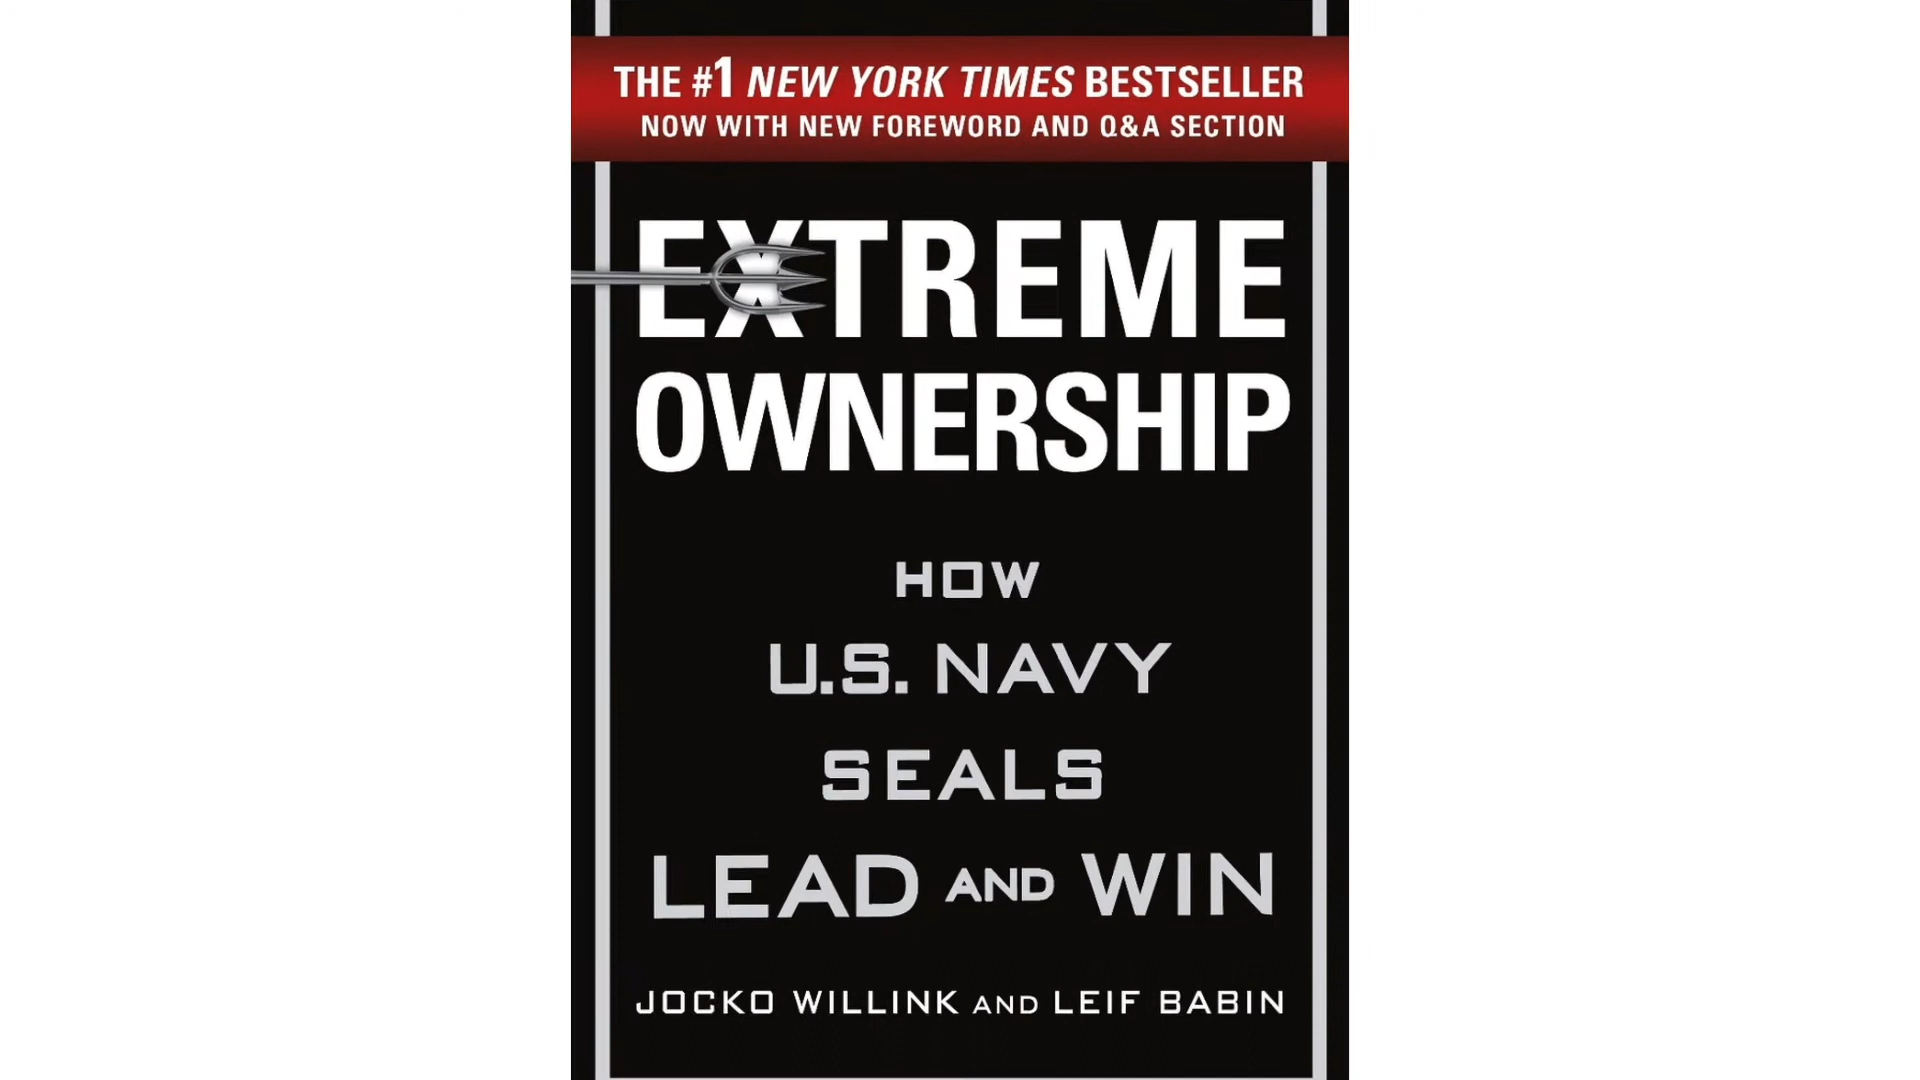 THE #1 NEW YORK TIMES BESTSELLER
NOW WITH NEW FOREWORD AND Q&A SECTION
EXTREME
OWNERSHIP
HOW
U.S. NAVY
SEALS
LEAD AND WIN
JOCKO WILLINK AND LEIF BABIN